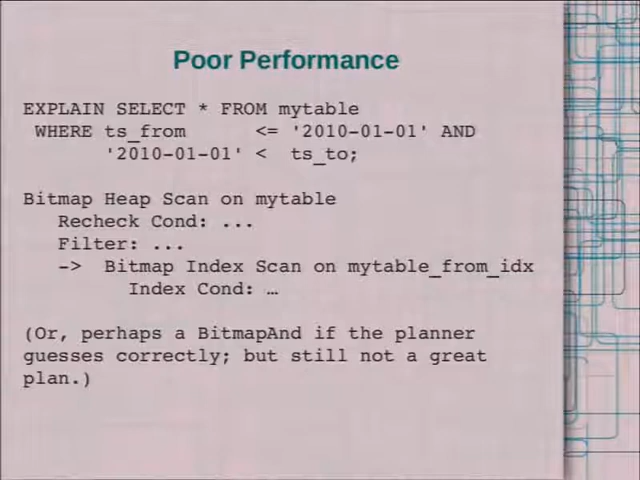 Poor Performance
EXPLAIN SELECT * FROM mytable
WHERE ts_from <= '2010-01-01' AND
'2010-01-01' < ts_to;
Bitmap Heap Scan on mytable
Recheck Cond: ...
Filter: ...
-> Bitmap Index Scan on mytable_from_idx
Index Cond: …
(Or, perhaps a BitmapAnd if the planner
guesses correctly; but still not a great
plan.)